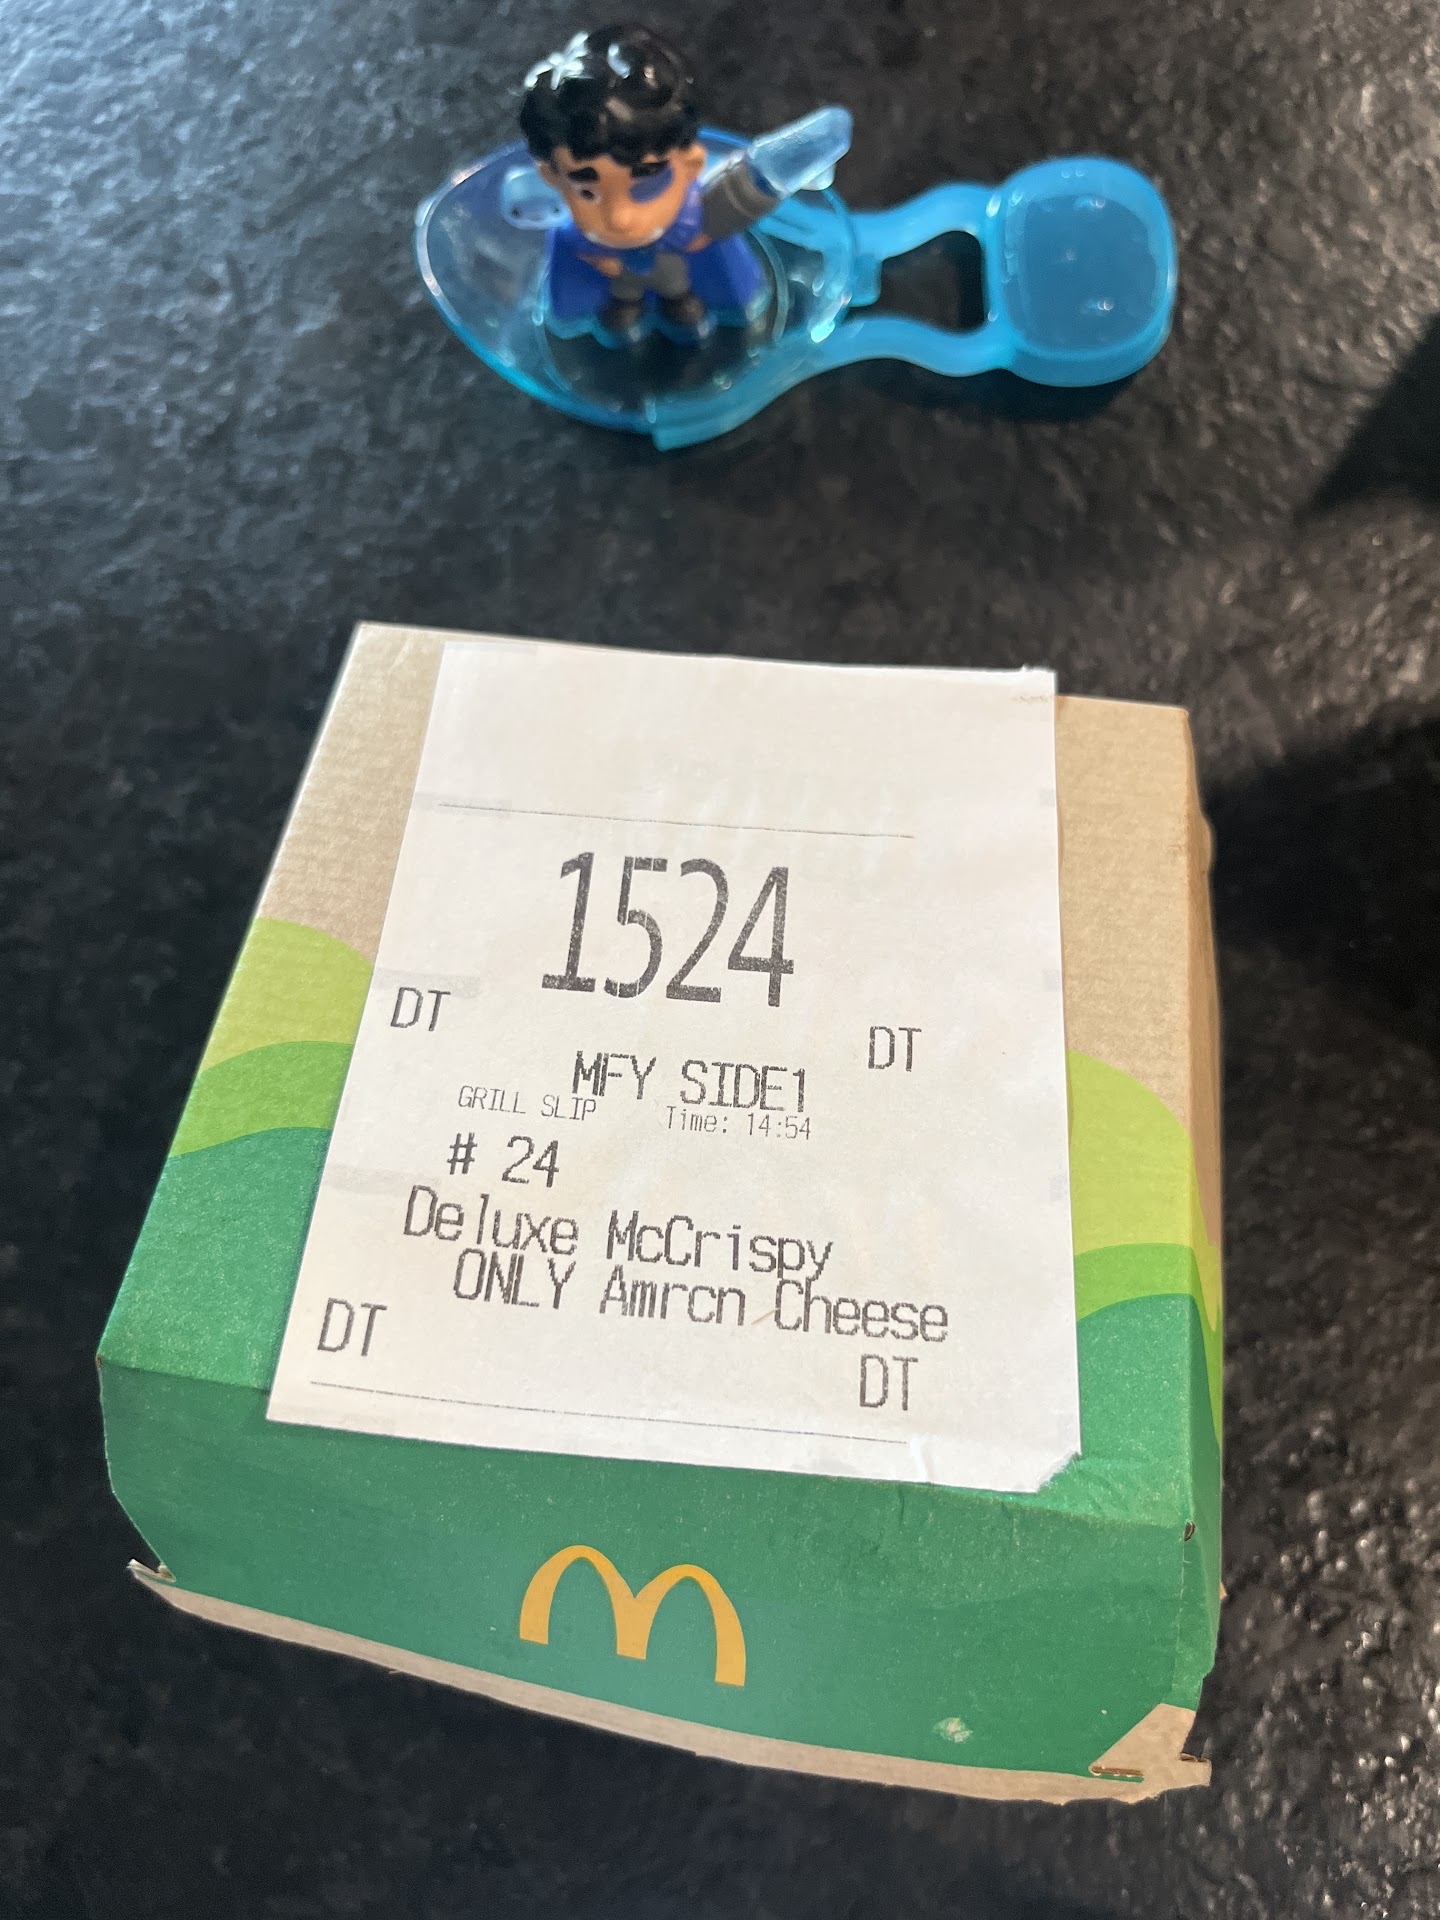 1524
DT DT
MFY SIDE1
GRILL SLIP Time: 14:54
# 24
Deluxe McCrispy
ONLY Amrcn Cheese
DT DT